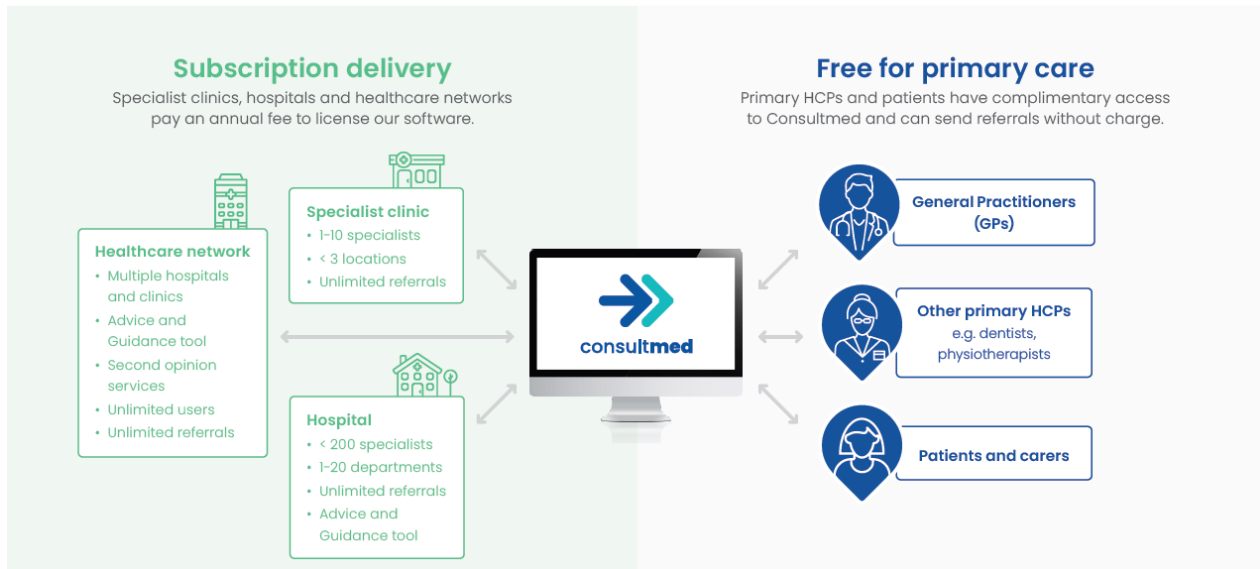 Subscription delivery
Specialist clinics, hospitals and healthcare networks
pay an annual fee to license our software.
Healthcare network
• Multiple hospitals
and clinics
• Advice and
Guidance tool
• Second opinion
services
• Unlimited users
• Unlimited referrals
Specialist clinic
• 1-10 specialists
• < 3 locations
• Unlimited referrals
Hospital
• < 200 specialists
• 1-20 departments
• Unlimited referrals
• Advice and
Guidance tool
consultmed
Free for primary care
Primary HCPs and patients have complimentary access
to Consultmed and can send referrals without charge.
General Practitioners
(GPs)
Other primary HCPs
e.g. dentists,
physiotherapists
Patients and carers